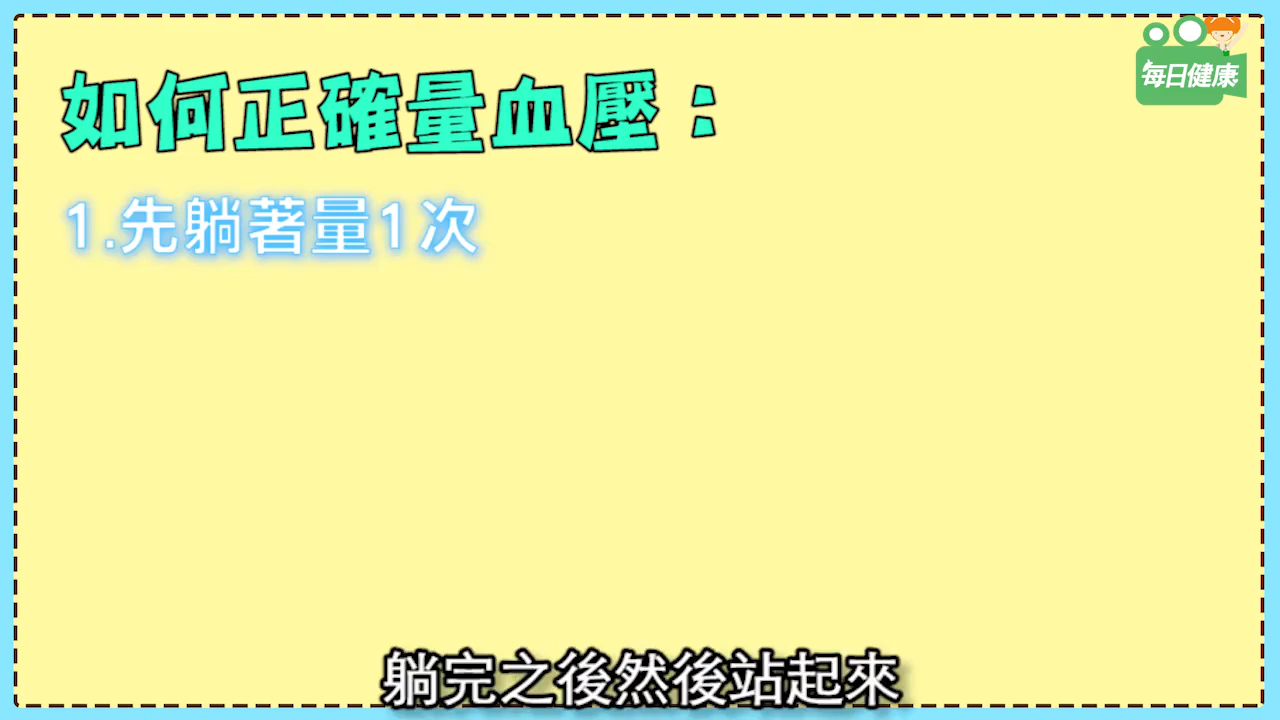 每日健康
如何正確量血壓：
1.先躺著量1次
躺完之後然後站起來